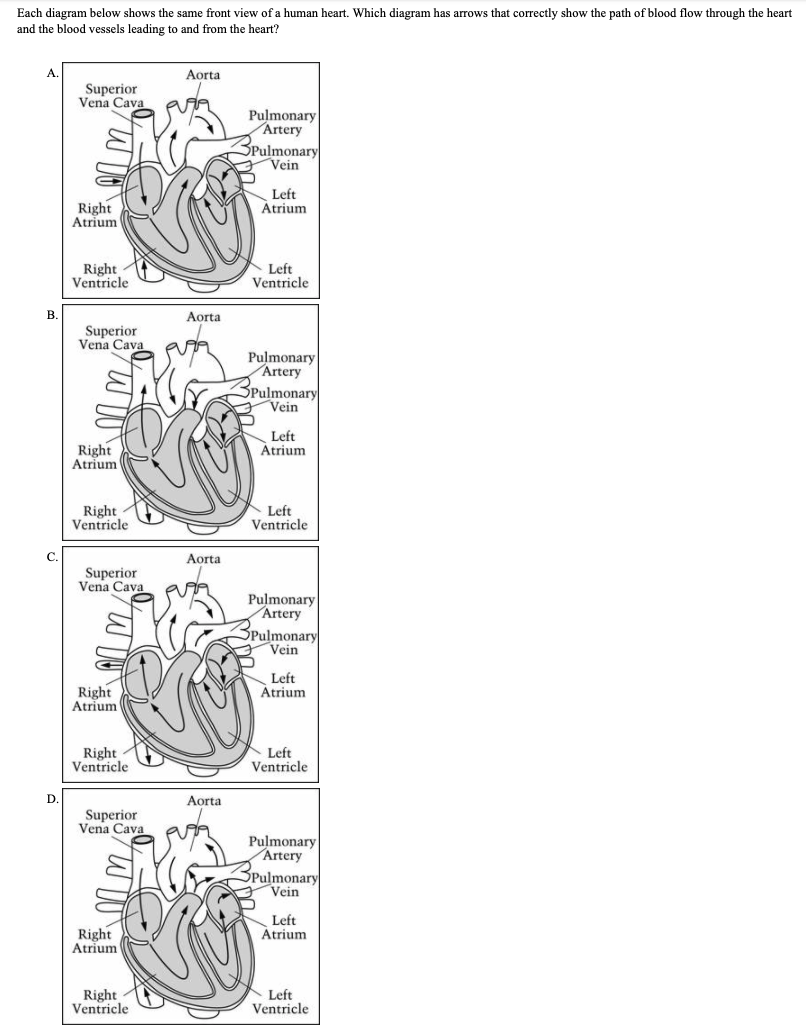 Each diagram below shows the same front view of a human heart. Which diagram has arrows that correctly show the path of blood flow through the heart
and the blood vessels leading to and from the heart?
A.
Aorta
Superior
Vena Cava
Pulmonary
Artery
Pulmonary
Vein
Left
Atrium
Right
Atrium
Right
Ventricle
Left
Ventricle
B.
Aorta
Superior
Vena Cava
Pulmonary
Artery
Pulmonary
Vein
Left
Atrium
Right
Atrium
Right
Ventricle
Left
Ventricle
C.
Aorta
Superior
Vena Cava
Pulmonary
Artery
Pulmonary
Vein
Left
Atrium
Right
Atrium
Right
Ventricle
Left
Ventricle
D.
Aorta
Superior
Vena Cava
Pulmonary
Artery
Pulmonary
Vein
Left
Atrium
Right
Atrium
Right
Ventricle
Left
Ventricle